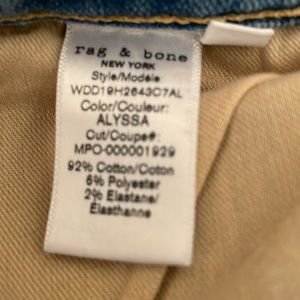 rag & bone
NEW YORK
Style/Modèle
WDD19H2643C7AL
Color/Couleur:
ALYSSA
Cut/Coupe#:
MPO-000001929
92% Cotton/Coton
6% Polyester
2% Elastane/
Elasthanne